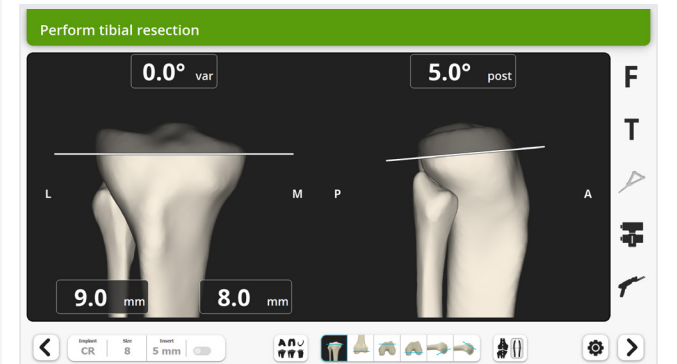 Perform tibial resection
0.0° var
5.0° post
F
T
L
M
P
A
9.0 mm
8.0 mm
Implant Size Insert
CR 8 5 mm